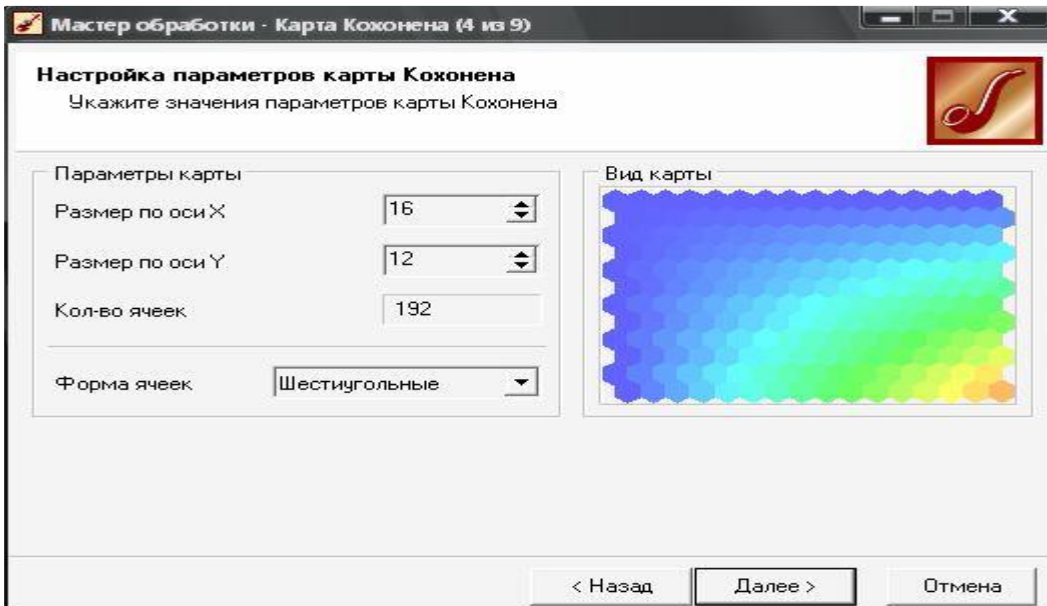 Мастер обработки - Карта Кохонена (4 из 9)
Настройка параметров карты Кохонена
Укажите значения параметров карты Кохонена
Параметры карты
Размер по оси X 16
Размер по оси Y 12
Кол-во ячеек 192
Форма ячеек Шестиугольные
Вид карты
< Назад Далее > Отмена